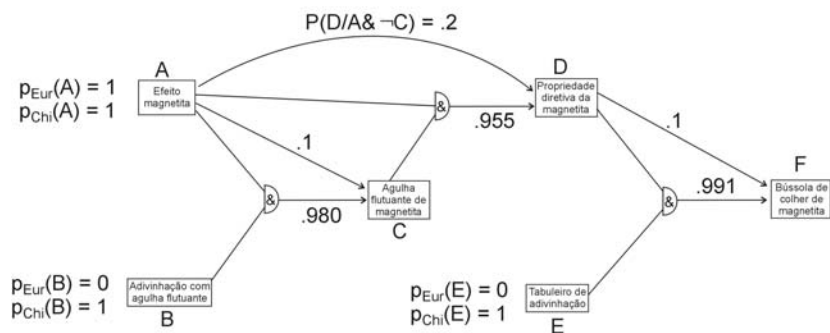 P(D/A& ¬C) = .2
A
pEur(A) = 1
pChi(A) = 1
Efeito
magnetita
D
Propriedade
diretiva da
magnetita
&
.955
.1
.1
F
Bússola de
colher de
magnetita
&
.980
Agulha
flutuante de
magnetita
C
&
.991
pEur(B) = 0
pChi(B) = 1
Adivinhação com
agulha flutuante
B
pEur(E) = 0
pChi(E) = 1
Tabuleiro de
adivinhação
E